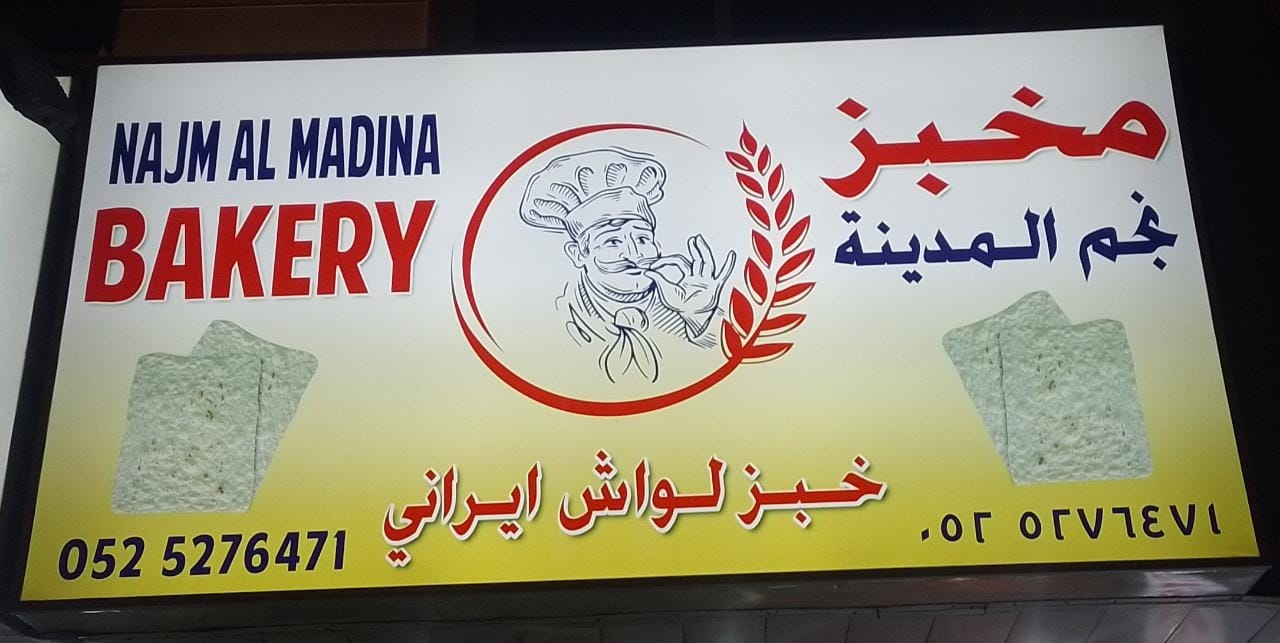 NAJM AL MADINA
BAKERY
مخبز
نجم المدينة
خبز لواش ايراني
052 5276471
٠٥٢ ٥٢٧٦٤٧١